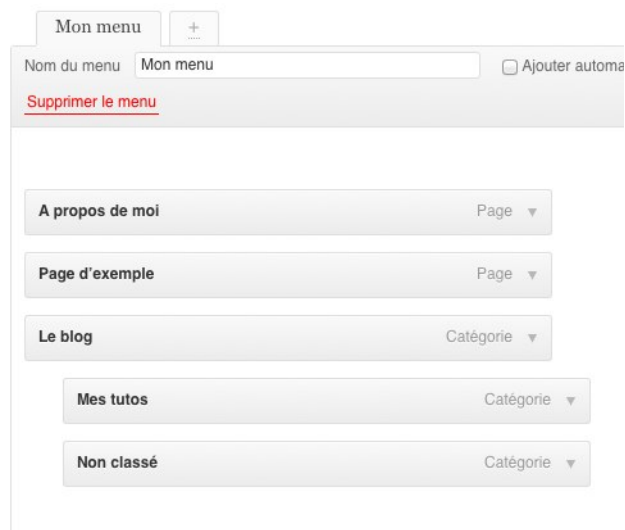 Mon menu +
Nom du menu Mon menu Ajouter automa
Supprimer le menu
A propos de moi Page
Page d'exemple Page
Le blog Catégorie
Mes tutos Catégorie
Non classé Catégorie